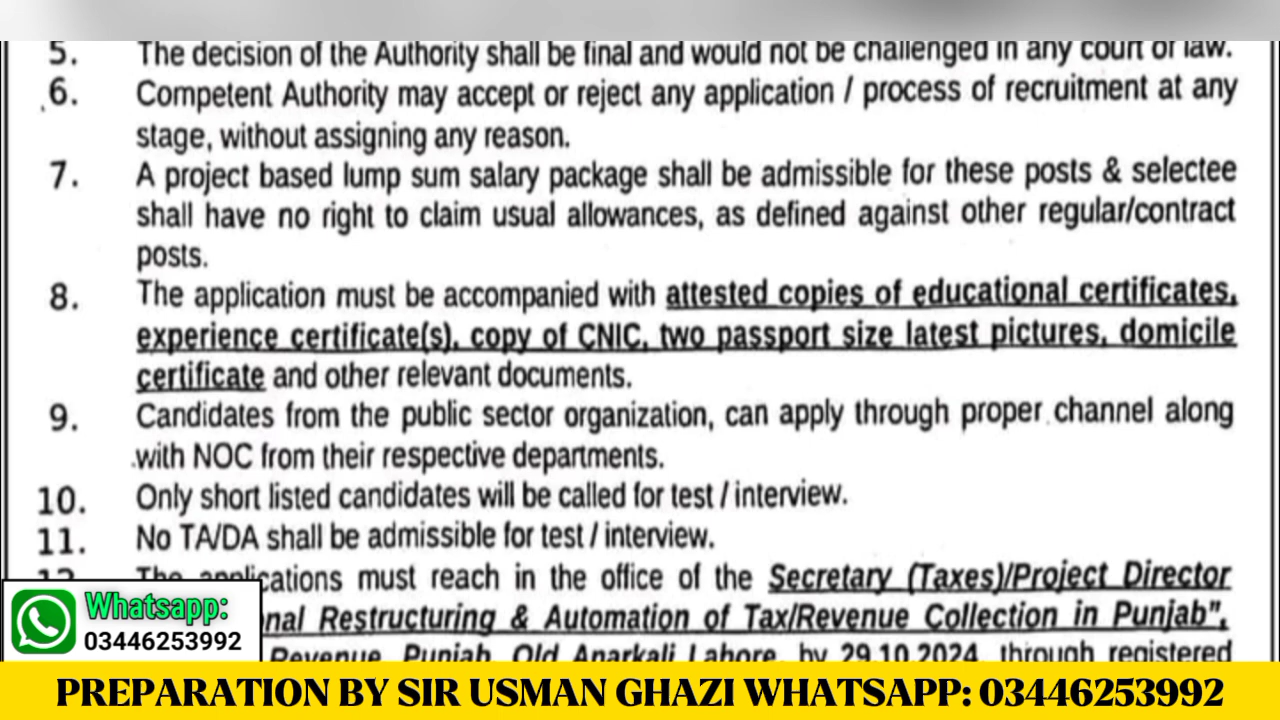 5. The decision of the Authority shall be final and would not be challenged in any court of law.
6. Competent Authority may accept or reject any application / process of recruitment at any
stage, without assigning any reason.
7. A project based lump sum salary package shall be admissible for these posts & selectee
shall have no right to claim usual allowances, as defined against other regular/contract
posts.
8. The application must be accompanied with attested copies of educational certificates,
experience certificate(s), copy of CNIC, two passport size latest pictures, domicile
certificate and other relevant documents.
9. Candidates from the public sector organization, can apply through proper channel along
with NOC from their respective departments.
10. Only short listed candidates will be called for test / interview.
11. No TA/DA shall be admissible for test / interview.
12. The applications must reach in the office of the Secretary (Taxes)/Project Director
nal Restructuring & Automation of Tax/Revenue Collection in Punjab",
Revenue, Punjab, Old Anarkali Lahore, by 29.10.2024, through registered
Whatsapp:
03446253992
PREPARATION BY SIR USMAN GHAZI WHATSAPP: 03446253992